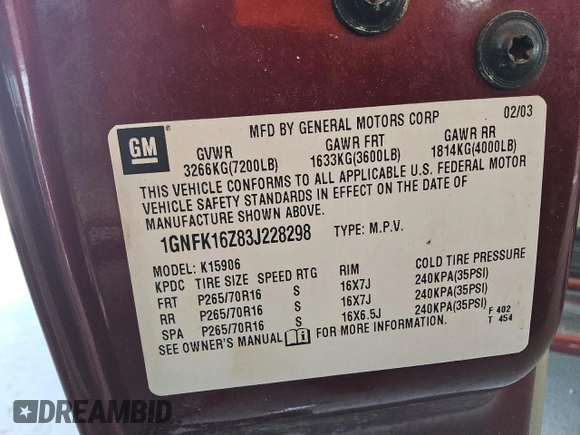 MFD BY GENERAL MOTORS CORP 02/03
GM
®
GVWR GAWR FRT GAWR RR
3266KG(7200LB) 1633KG(3600LB) 1814KG(4000LB)
THIS VEHICLE CONFORMS TO ALL APPLICABLE U.S. FEDERAL MOTOR
VEHICLE SAFETY STANDARDS IN EFFECT ON THE DATE OF
MANUFACTURE SHOWN ABOVE.
1GNFK16Z83J228298 TYPE: M.P.V.
MODEL: K15906
KPDC TIRE SIZE SPEED RTG RIM COLD TIRE PRESSURE
FRT P265/70R16 S 16X7J 240KPA(35PSI)
RR P265/70R16 S 16X7J 240KPA(35PSI)
SPA P265/70R16 S 16X6.5J 240KPA(35PSI)
SEE OWNER'S MANUAL i FOR MORE INFORMATION.
F 402
T 454
DREAMBID